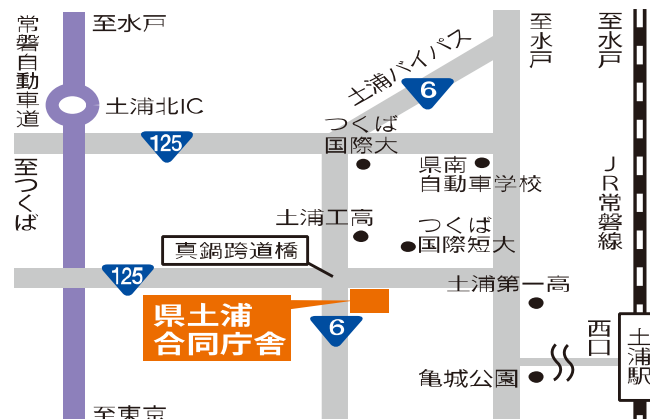 常磐自動車道
至水戸
至水戸
至水戸
土浦バイパス
6
土浦北IC
125
つくば
国際大
県南
自動車学校
至つくば
JR常磐線
土浦工高
つくば
国際短大
真鍋跨道橋
125
土浦第一高
県土浦
合同庁舎
6
西口
土浦駅
亀城公園
至東京